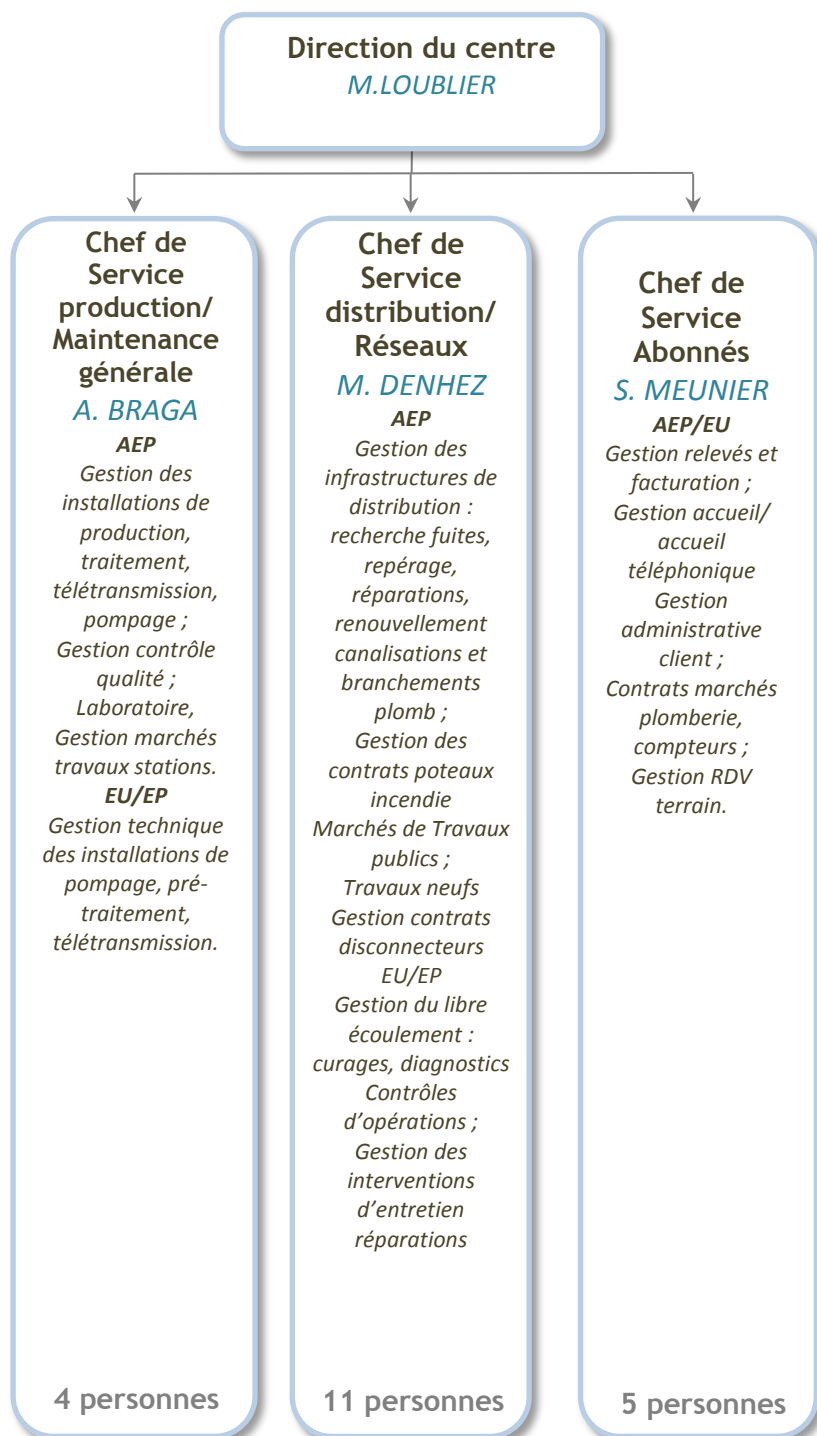 Direction du centre
M.LOUBLIER
Chef de
Service
production/
Maintenance
générale
A. BRAGA
AEP
Gestion des
installations de
production,
traitement,
télétransmission,
pompage ;
Gestion contrôle
qualité ;
Laboratoire,
Gestion marchés
travaux stations.
EU/EP
Gestion technique
des installations de
pompage, pré-
traitement,
télétransmission.
4 personnes
Chef de
Service
distribution/
Réseaux
M. DENHEZ
AEP
Gestion des
infrastructures de
distribution :
recherche fuites,
repérage,
réparations,
renouvellement
canalisations et
branchements
plomb ;
Gestion des
contrats poteaux
incendie
Marchés de Travaux
publics ;
Travaux neufs
Gestion contrats
disconnecteurs
EU/EP
Gestion du libre
écoulement :
curages, diagnostics
Contrôles
d’opérations ;
Gestion des
interventions
d’entretien
réparations
11 personnes
Chef de
Service
Abonnés
S. MEUNIER
AEP/EU
Gestion relevés et
facturation ;
Gestion accueil/
accueil
téléphonique
Gestion
administrative
client ;
Contrats marchés
plomberie,
compteurs ;
Gestion RDV
terrain.
5 personnes